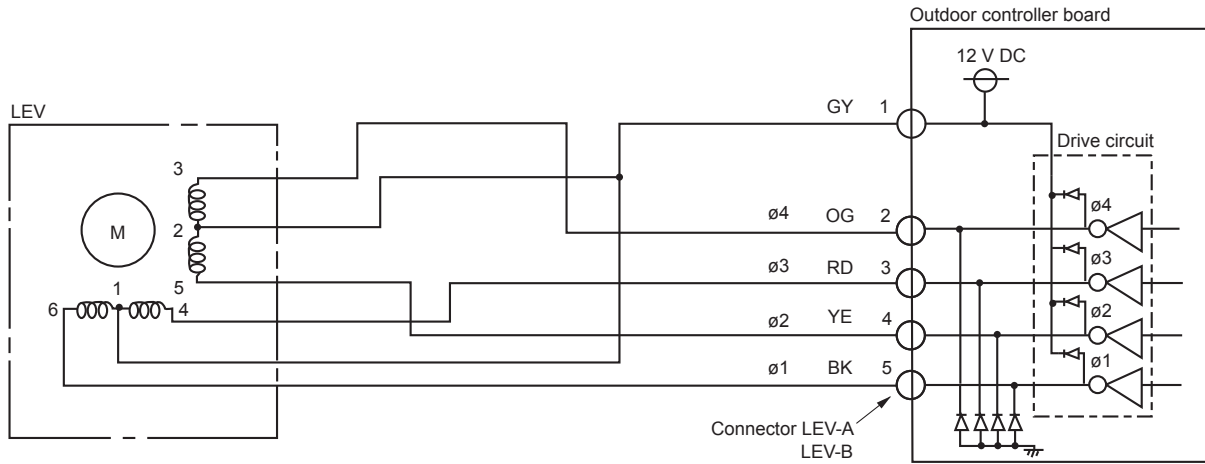 Outdoor controller board
12 V DC
LEV
GY 1
Drive circuit
3
ø4
ø4 OG 2
M
2
ø3
ø3 RD 3
5
1
6
4
ø2
ø2 YE 4
ø1
ø1 BK 5
Connector LEV-A
LEV-B